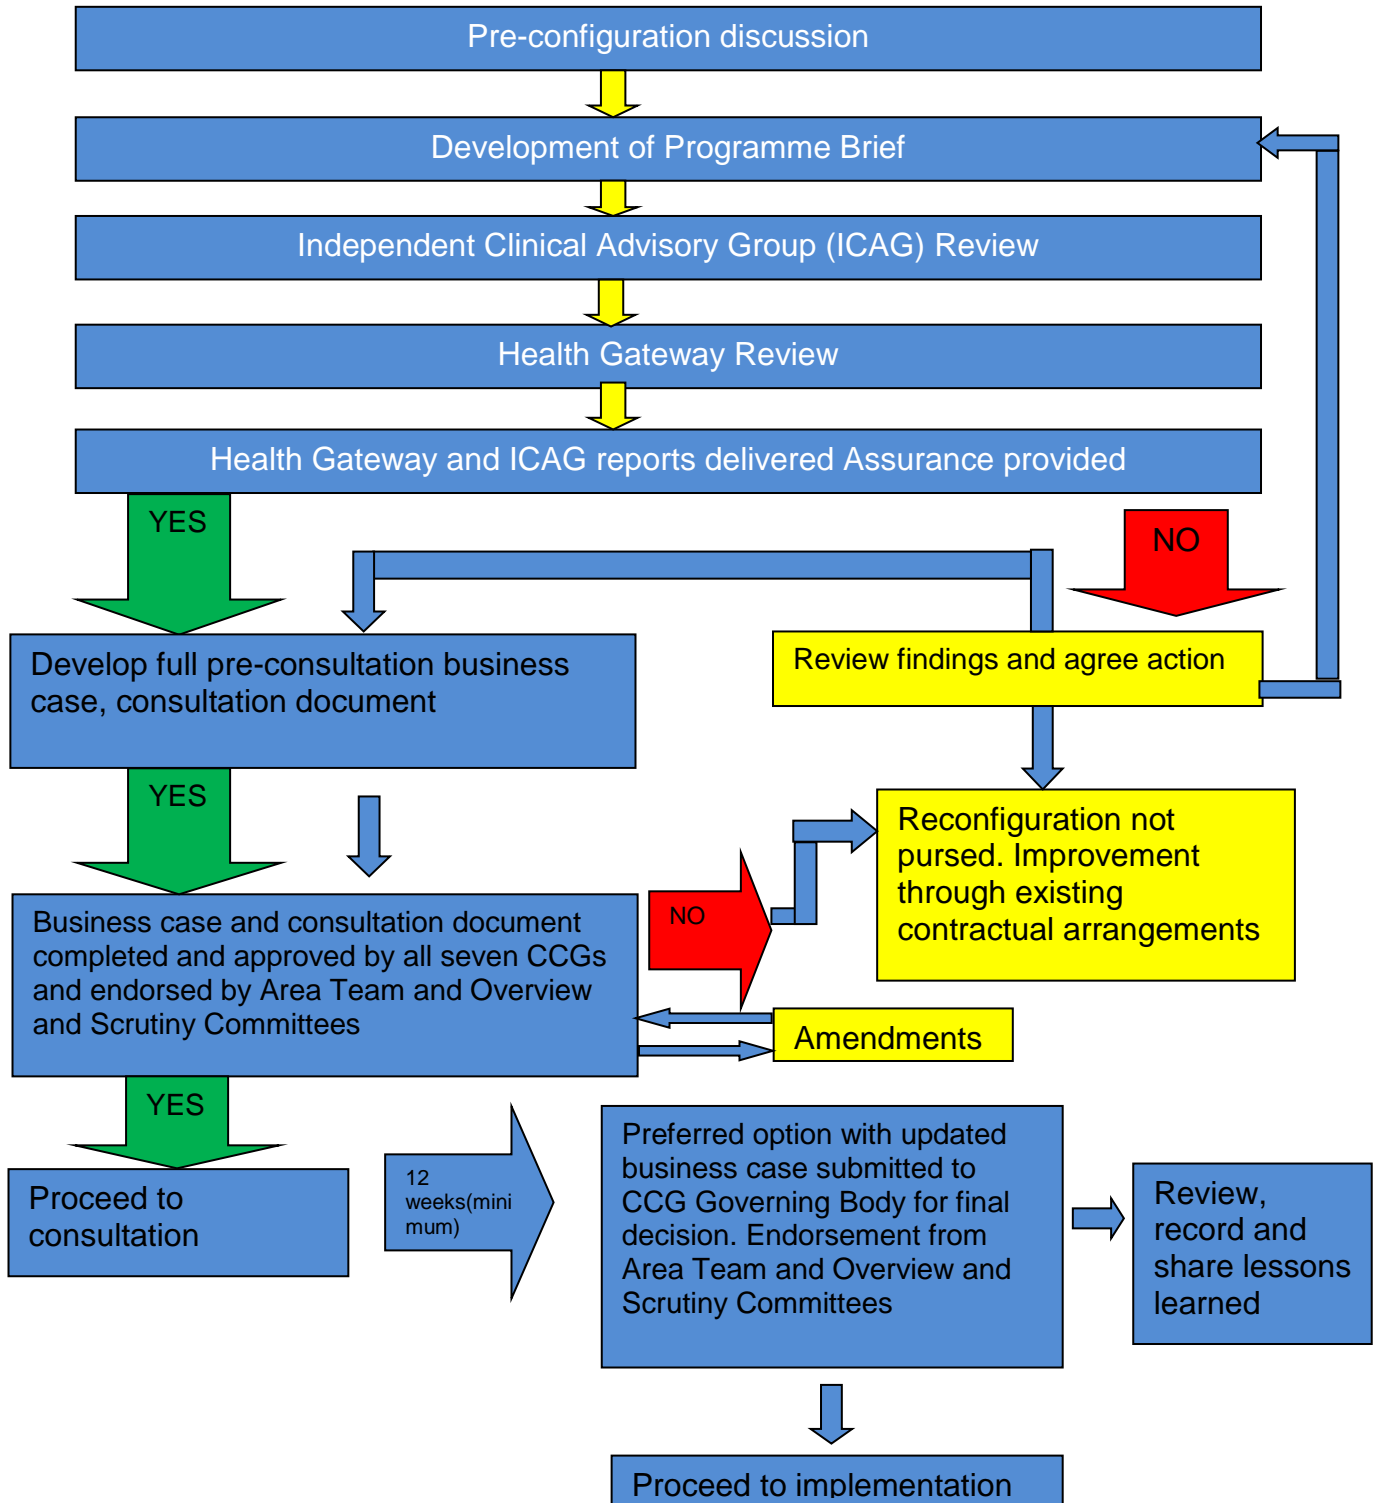 Pre-configuration discussion
Development of Programme Brief
Independent Clinical Advisory Group (ICAG) Review
Health Gateway Review
Health Gateway and ICAG reports delivered Assurance provided
YES
NO
Develop full pre-consultation business
case, consultation document
Review findings and agree action
YES
Reconfiguration not
pursed. Improvement
through existing
contractual arrangements
Business case and consultation document
completed and approved by all seven CCGs
and endorsed by Area Team and Overview
and Scrutiny Committees
NO
Amendments
YES
Proceed to
consultation
12
weeks(mini
mum)
Preferred option with updated
business case submitted to
CCG Governing Body for final
decision. Endorsement from
Area Team and Overview and
Scrutiny Committees
Review,
record and
share lessons
learned
Proceed to implementation